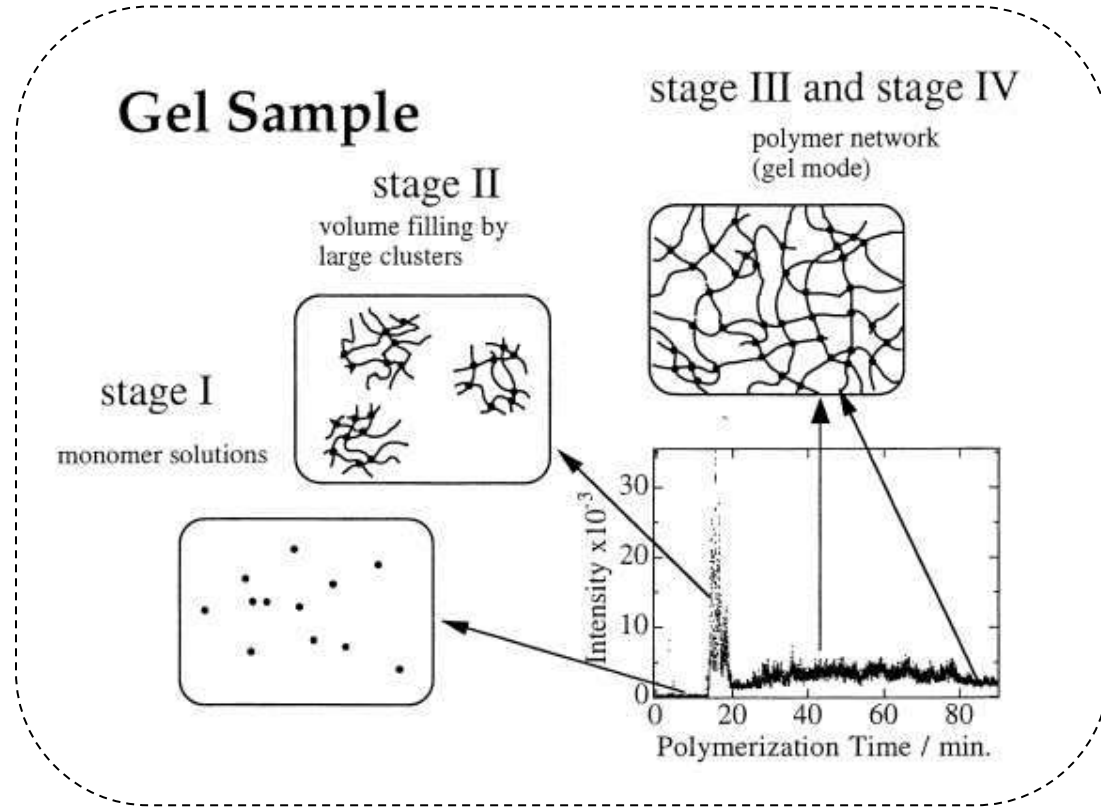 Gel Sample
stage III and stage IV
polymer network
(gel mode)
stage II
volume filling by
large clusters
stage I
monomer solutions
Intensity x10⁻³
30
20
10
0
0 20 40 60 80
Polymerization Time / min.